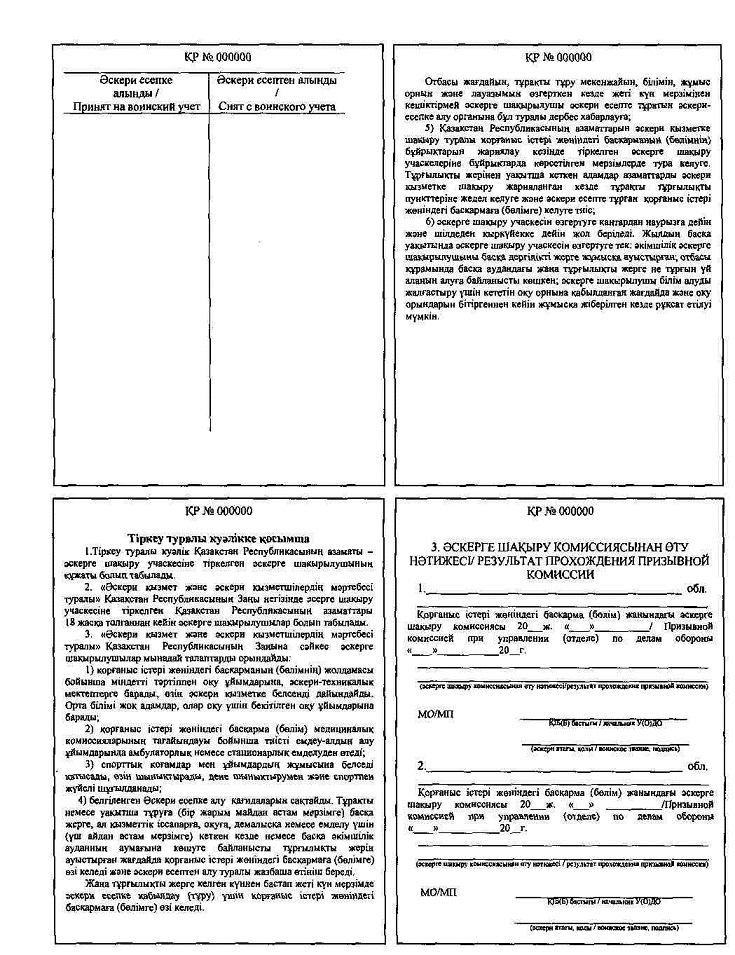 ҚР № 000000
Әскери есепке
алынды /
Принят на воинский учет
Әскери есептен алынды
/
Снят с воинского учета
ҚР № 000000
Отбасы жағдайын, тұрақты тұру мекенжайын, білімін, жұмыс
орнын және лауазымын өзгерткен кезде жеті күн мерзімінен
кешіктірмей әскерге шақырылушы әскери есепте тұратын әскери-
есепке алу органына бұл туралы дербес хабарлауға;
5) Қазақстан Республикасының азаматтарын әскери қызметке
шақыру туралы қорғаныс істері жөніндегі басқарманың (бөлімнің)
бұйрықтарын жариялау кезінде тіркелген әскерге шақыру
учаскелеріне бұйрықтарда көрсетілген мерзімдерде тура келуге.
Тұрғылықты жерінен уақытша кеткен адамдар азаматтарды әскери
қызметке шақыру жарияланған кезде тұрақты тұрғылықты
пункттеріне жедел келуге және әскери есепте тұрған қорғаныс істері
жөніндегі басқармаға (бөлімге) келуге тиіс;
6) әскерге шақыру учаскесін өзгертуге қаңтардан наурызға дейін
және шілдеден қыркүйекке дейін жол беріледі. Жылдың басқа
уақытында әскерге шақыру учаскесін өзгертуге тек: әкімшілік әскерге
шақырылушыны басқа дергілікті жерге жұмысқа ауыстырған; отбасы
құрамында басқа аудандағы жаңа тұрғылықты жерге не тұрғын үй
алаңын алуға байланысты көшкен; әскерге шақырылушы білім алуды
жалғастыру үшін кететін оқу орнына қабылданған жағдайда және оқу
орындарын бітіргеннен кейін жұмысқа жіберілген кезде рұқсат етілуі
мүмкін.
ҚР № 000000
Тіркеу туралы куәлікке қосымша
1.Тіркеу туралы куәлік Қазақстан Республикасының азаматы –
әскерге шақыру учаскесіне тіркелген әскерге шақырылушының
құжаты болып табылады.
2. «Әскери қызмет және әскери қызметшілердің мәртебесі
туралы» Қазақстан Республикасының Заңы негізінде әсерге шақыру
учаскесіне тіркелген Қазақстан Республикасының азаматтары
18 жасқа толғаннан кейін әскерге шақырылушылар болып табылады.
3. «Әскери қызмет және әскери қызметшілердің мәртебесі
туралы» Қазақстан Республикасының Заңына сәйкес әскерге
шақырылушылар мынадай талаптарды орындайды:
1) қорғаныс істері жөніндегі басқарманың (бөлімнің) жолдамасы
бойынша міндетті тәртіппен оқу ұйымдарына, әскери-техникалық
мектептерге барады, өзін әскери қызметке белсенді дайындайды.
Орта білімі жоқ адамдар, олар оқу үшін бекітілген оқу ұйымдарына
барады;
2) қорғаныс істері жөніндегі басқарма (бөлім) медициналық
комиссияларының тағайындауы бойынша тиісті емдеу-алдын алу
ұйымдарында амбулаторлық немесе стационарлық емделуден өтеді;
3) спорттық қоғамдар мен ұйымдардың жұмысына белсеңді
қатысады, өзін шынықтырады, дене шынықтырумен және спортпен
жүйелі шұғылданады;
4) белгіленген Әскери есепке алу қағидаларын сақтайды. Тұрақты
немесе уақытша тұруға (бір жарым майдан астам мерзімге) басқа
жерге, ал қызметтік іссапарға, оқуға, демалысқа немесе емделу үшін
(үш айдан астам мерзімге) кеткен кезде немесе басқа әкімшілік
ауданның аумағына көшуге байланысты тұрғылықты жерін
ауыстырған жағдайда қорғаныс істері жөніндегі басқармаға (бөлімге)
өзі келеді және әскери есептен алу туралы жазбаша өтініш береді.
Жаңа тұрғылықты жерге келген күннен бастап жеті күн мерзімде
әскери есепке қабылдау (тұру) үшін қорғаныс істері жөніндегі
басқармаға (бөлімге) өзі келеді.
ҚР № 000000
3. ӘСКЕРГЕ ШАҚЫРУ КОМИССИЯСЫНАН ӨТУ
НӘТИЖЕСІ/ РЕЗУЛЬТАТ ПРОХОЖДЕНИЯ ПРИЗЫВНОЙ
КОМИССИИ
1.______________________________ обл.
Қорғаныс істері жөніндегі басқарма (бөлім) жанындағы әскерге
шақыру комиссиясы 20__ж. «___»________/ Призывной
комиссией при управлении (отделе) по делам обороны
«___»_________20__г.
(әскерге шақыру комиссиясынан өту нәтижесі/результат прохождения призывной комиссии)
МО/МП
ҚІБ(Б) бастығы / начальник У(О)ДО
(әскери атағы, қолы / воинское звание, подпись)
2.______________________________ обл.
Қорғаныс істері жөніндегі басқарма (бөлім) жанындағы әскерге
шақыру комиссиясы 20__ж. «___» _________/Призывной
комиссией при управлении (отделе) по делам обороны
«___»_________20__г.
(әскерге шақыру комиссиясынан өту нәтижесі / результат прохождения призывной комиссии)
МО/МП
ҚІБ(Б) бастығы / начальник У(О)ДО
(әскери атағы, қолы / воинское звание, подпись)